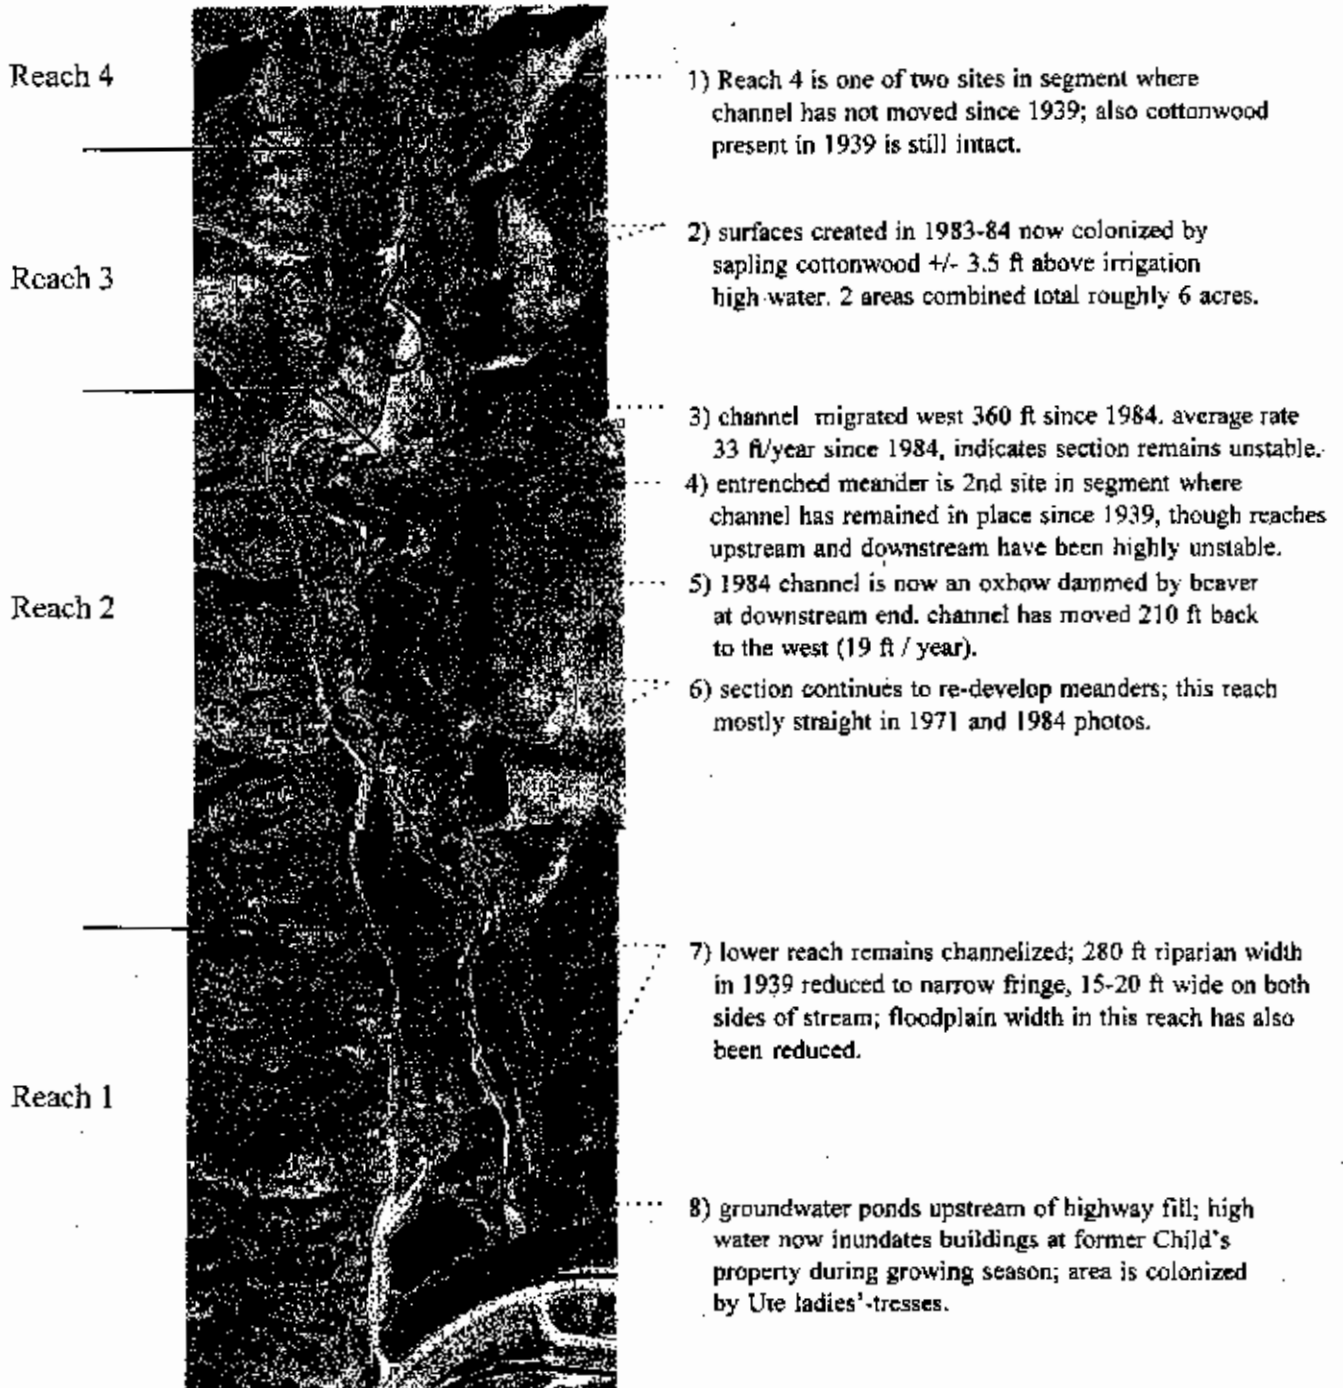 Reach 4
1) Reach 4 is one of two sites in segment where
channel has not moved since 1939; also cottonwood
present in 1939 is still intact.
2) surfaces created in 1983-84 now colonized by
sapling cottonwood +/- 3.5 ft above irrigation
high water. 2 areas combined total roughly 6 acres.
Reach 3
3) channel migrated west 360 ft since 1984. average rate
33 ft/year since 1984, indicates section remains unstable.
4) entrenched meander is 2nd site in segment where
channel has remained in place since 1939, though reaches
upstream and downstream have been highly unstable.
5) 1984 channel is now an oxbow dammed by beaver
at downstream end. channel has moved 210 ft back
to the west (19 ft / year).
Reach 2
6) section continues to re-develop meanders; this reach
mostly straight in 1971 and 1984 photos.
7) lower reach remains channelized; 280 ft riparian width
in 1939 reduced to narrow fringe, 15-20 ft wide on both
sides of stream; floodplain width in this reach has also
been reduced.
Reach 1
8) groundwater ponds upstream of highway fill; high
water now inundates buildings at former Child's
property during growing season; area is colonized
by Ute ladies'-tresses.